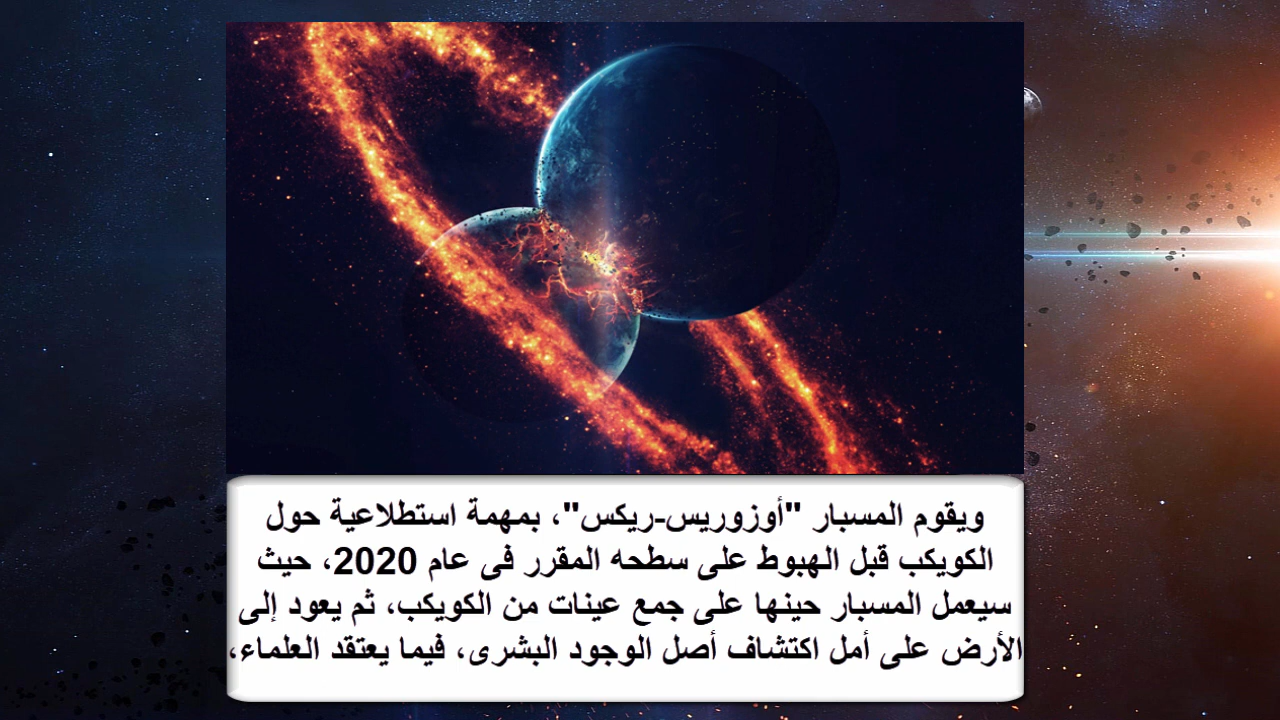 ويقوم المسبار "أوزوريس-ريكس"، بمهمة استطلاعية حول
الكويكب قبل الهبوط على سطحه المقرر فى عام 2020، حيث
سيعمل المسبار حينها على جمع عينات من الكويكب، ثم يعود إلى
الأرض على أمل اكتشاف أصل الوجود البشرى، فيما يعتقد العلماء،